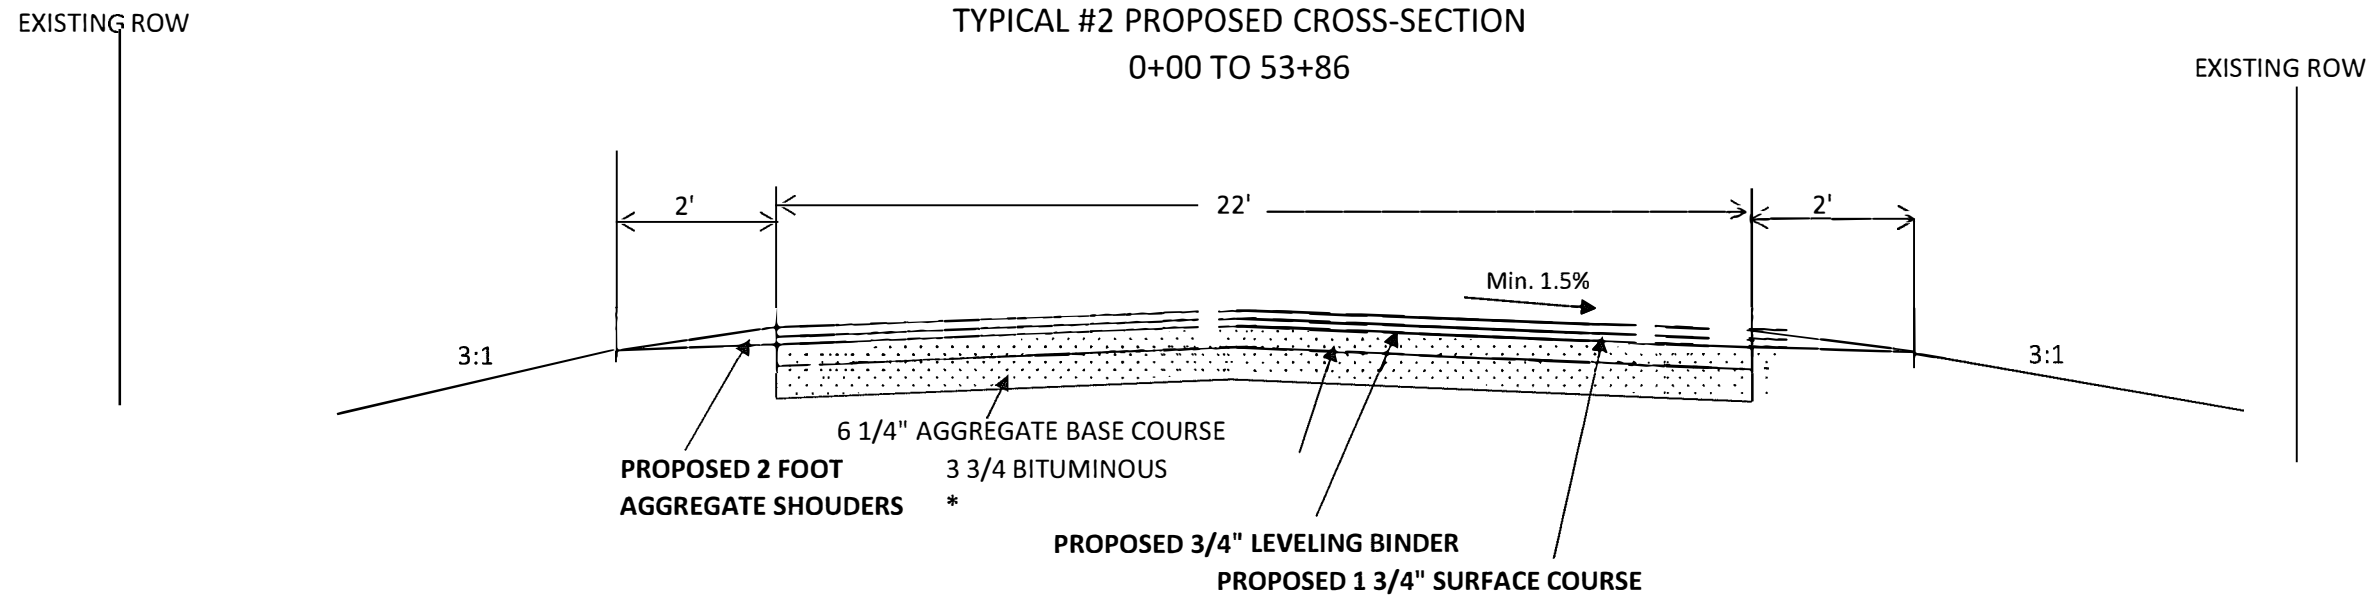 EXISTING ROW
TYPICAL #2 PROPOSED CROSS-SECTION
0+00 TO 53+86
EXISTING ROW
2'
22'
2'
Min. 1.5%
3:1
3:1
6 1/4" AGGREGATE BASE COURSE
PROPOSED 2 FOOT
AGGREGATE SHOUDERS
3 3/4 BITUMINOUS
*
PROPOSED 3/4" LEVELING BINDER
PROPOSED 1 3/4" SURFACE COURSE